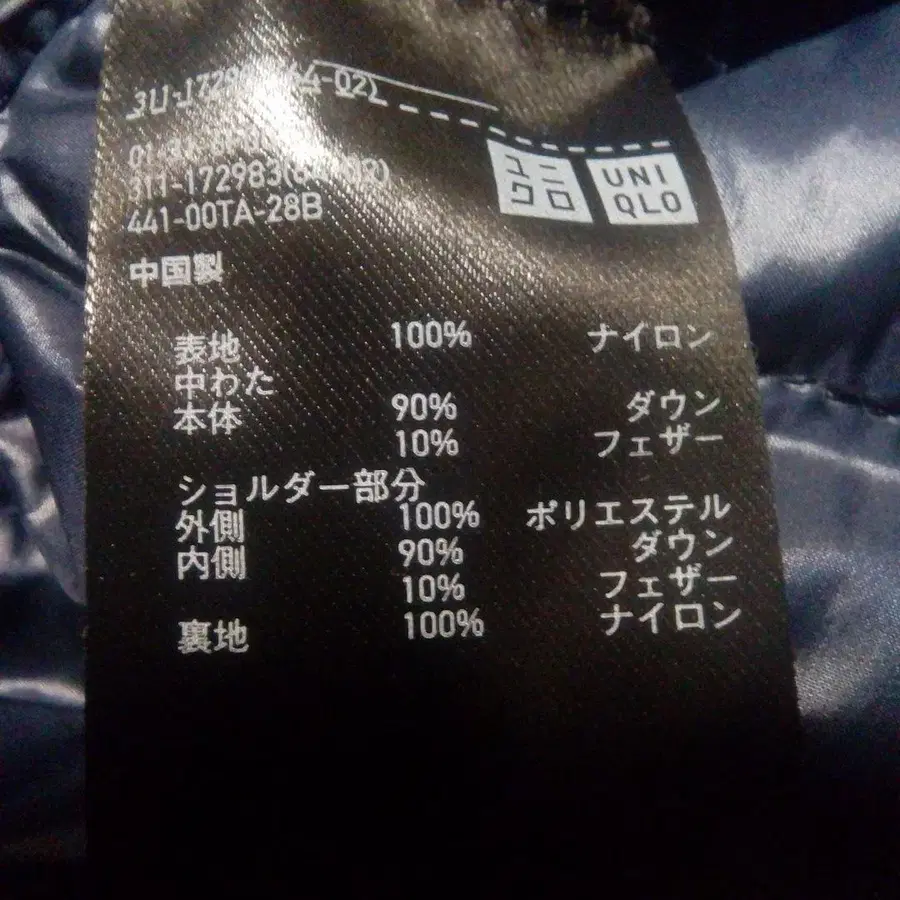 ユニ
クロ
UNI
QLO
441-00TA-28B
中国製
表地 100% ナイロン
中わた
本体 90% ダウン
10% フェザー
ショルダー部分
外側 100% ポリエステル
内側 90% ダウン
10% フェザー
裏地 100% ナイロン